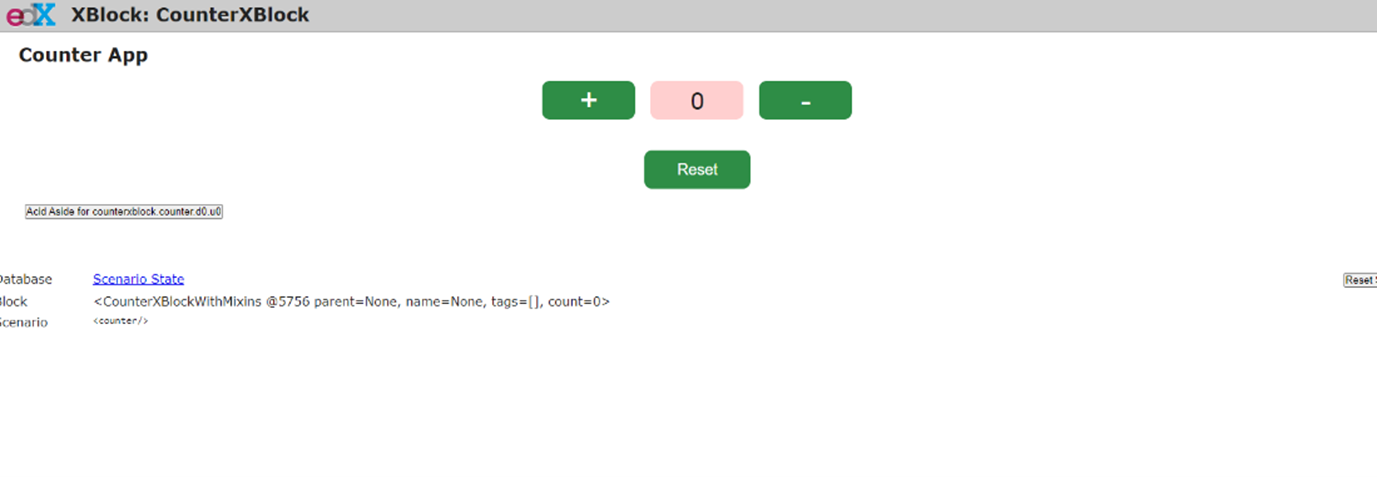 edX XBlock: CounterXBlock
Counter App
+ 0 -
Reset
Acid Aside for counterxblock.counter.d0.u0
Database Scenario State Reset
Block <CounterXBlockWithMixins @5756 parent=None, name=None, tags=[], count=0>
Scenario <counter/>